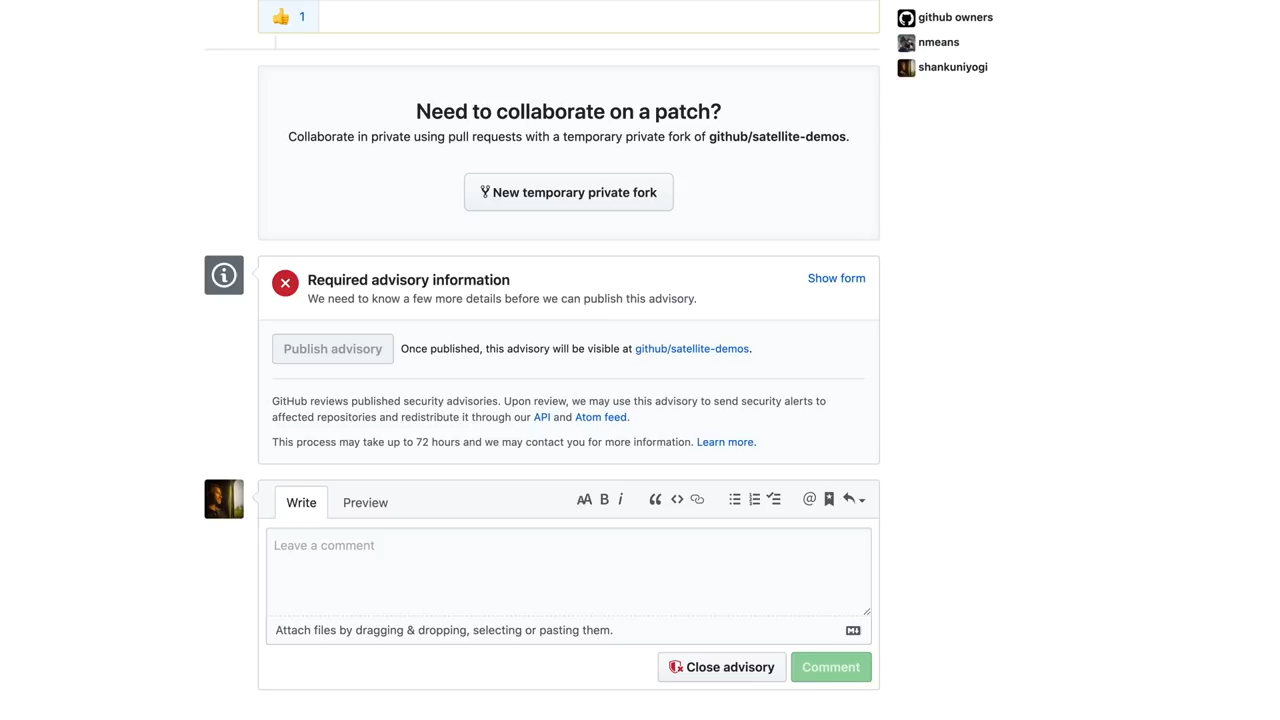 1
github owners
nmeans
shankuniyogi
Need to collaborate on a patch?
Collaborate in private using pull requests with a temporary private fork of github/satellite-demos.
New temporary private fork
Required advisory information
Show form
We need to know a few more details before we can publish this advisory.
Publish advisory
Once published, this advisory will be visible at github/satellite-demos.
GitHub reviews published security advisories. Upon review, we may use this advisory to send security alerts to
affected repositories and redistribute it through our API and Atom feed.
This process may take up to 72 hours and we may contact you for more information. Learn more.
Write
Preview
AA B i
Leave a comment
Attach files by dragging & dropping, selecting or pasting them.
Close advisory
Comment